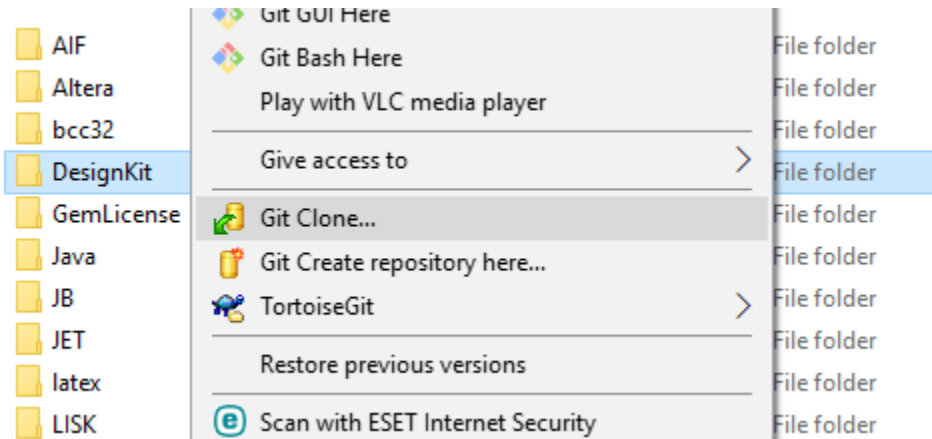 Git GUI Here
AIF
File folder
Git Bash Here
Altera
File folder
Play with VLC media player
bcc32
File folder
Give access to
DesignKit
File folder
GemLicense
Git Clone...
File folder
Java
Git Create repository here...
File folder
JB
TortoiseGit
File folder
JET
File folder
Restore previous versions
latex
File folder
LISK
Scan with ESET Internet Security
File folder